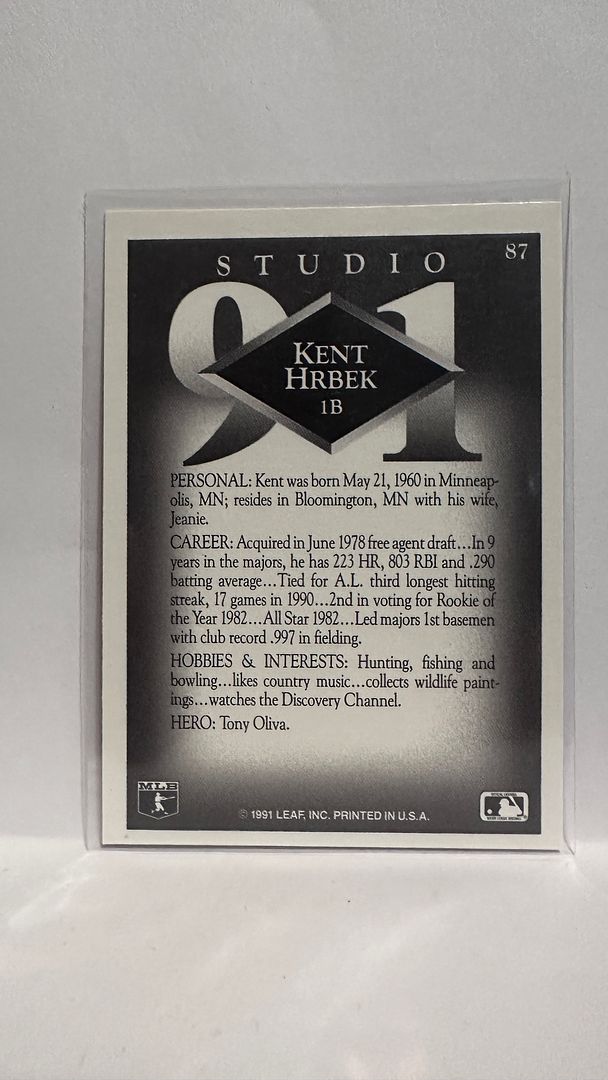 87
STUDIO
91
KENT
HRBEK
1B
PERSONAL: Kent was born May 21, 1960 in Minneap-
olis, MN; resides in Bloomington, MN with his wife,
Jeanie.
CAREER: Acquired in June 1978 free agent draft...In 9
years in the majors, he has 223 HR, 803 RBI and .290
batting average...Tied for A.L. third longest hitting
streak, 17 games in 1990...2nd in voting for Rookie of
the Year 1982...All Star 1982...Led majors 1st basemen
with club record .997 in fielding.
HOBBIES & INTERESTS: Hunting, fishing and
bowling...likes country music...collects wildlife paint-
ings...watches the Discovery Channel.
HERO: Tony Oliva.
MLB
© 1991 LEAF, INC. PRINTED IN U.S.A.